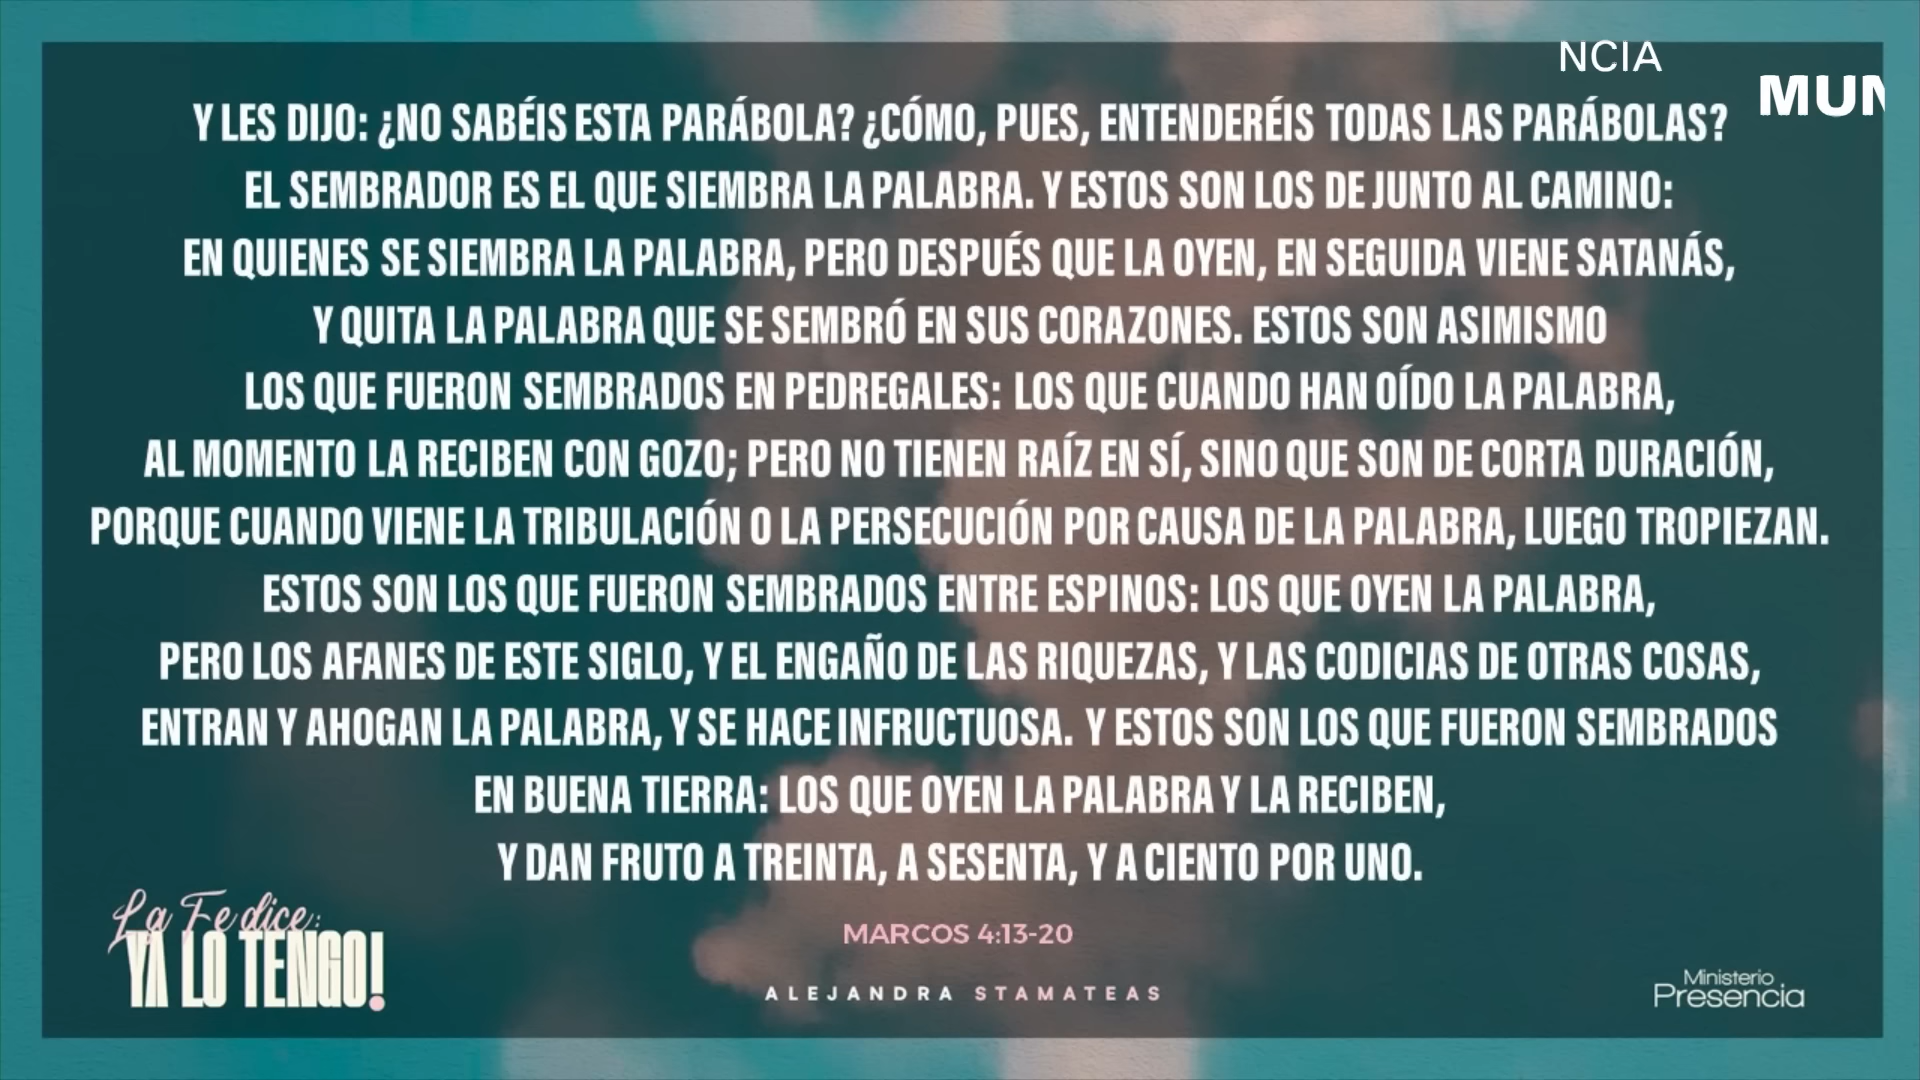 NCIA
MUN
Y LES DIJO: ¿NO SABÉIS ESTA PARÁBOLA? ¿CÓMO, PUES, ENTENDERÉIS TODAS LAS PARÁBOLAS?
EL SEMBRADOR ES EL QUE SIEMBRA LA PALABRA. Y ESTOS SON LOS DE JUNTO AL CAMINO:
EN QUIENES SE SIEMBRA LA PALABRA, PERO DESPUÉS QUE LA OYEN, EN SEGUIDA VIENE SATANÁS,
Y QUITA LA PALABRA QUE SE SEMBRÓ EN SUS CORAZONES. ESTOS SON ASIMISMO
LOS QUE FUERON SEMBRADOS EN PEDREGALES: LOS QUE CUANDO HAN OÍDO LA PALABRA,
AL MOMENTO LA RECIBEN CON GOZO; PERO NO TIENEN RAÍZ EN SÍ, SINO QUE SON DE CORTA DURACIÓN,
PORQUE CUANDO VIENE LA TRIBULACIÓN O LA PERSECUCIÓN POR CAUSA DE LA PALABRA, LUEGO TROPIEZAN.
ESTOS SON LOS QUE FUERON SEMBRADOS ENTRE ESPINOS: LOS QUE OYEN LA PALABRA,
PERO LOS AFANES DE ESTE SIGLO, Y EL ENGAÑO DE LAS RIQUEZAS, Y LAS CODICIAS DE OTRAS COSAS,
ENTRAN Y AHOGAN LA PALABRA, Y SE HACE INFRUCTUOSA. Y ESTOS SON LOS QUE FUERON SEMBRADOS
EN BUENA TIERRA: LOS QUE OYEN LA PALABRA Y LA RECIBEN,
Y DAN FRUTO A TREINTA, A SESENTA, Y A CIENTO POR UNO.
La Fe dice:
YA LO TENGO!
MARCOS 4:13-20
ALEJANDRA STAMATEAS
Ministerio
Presencia